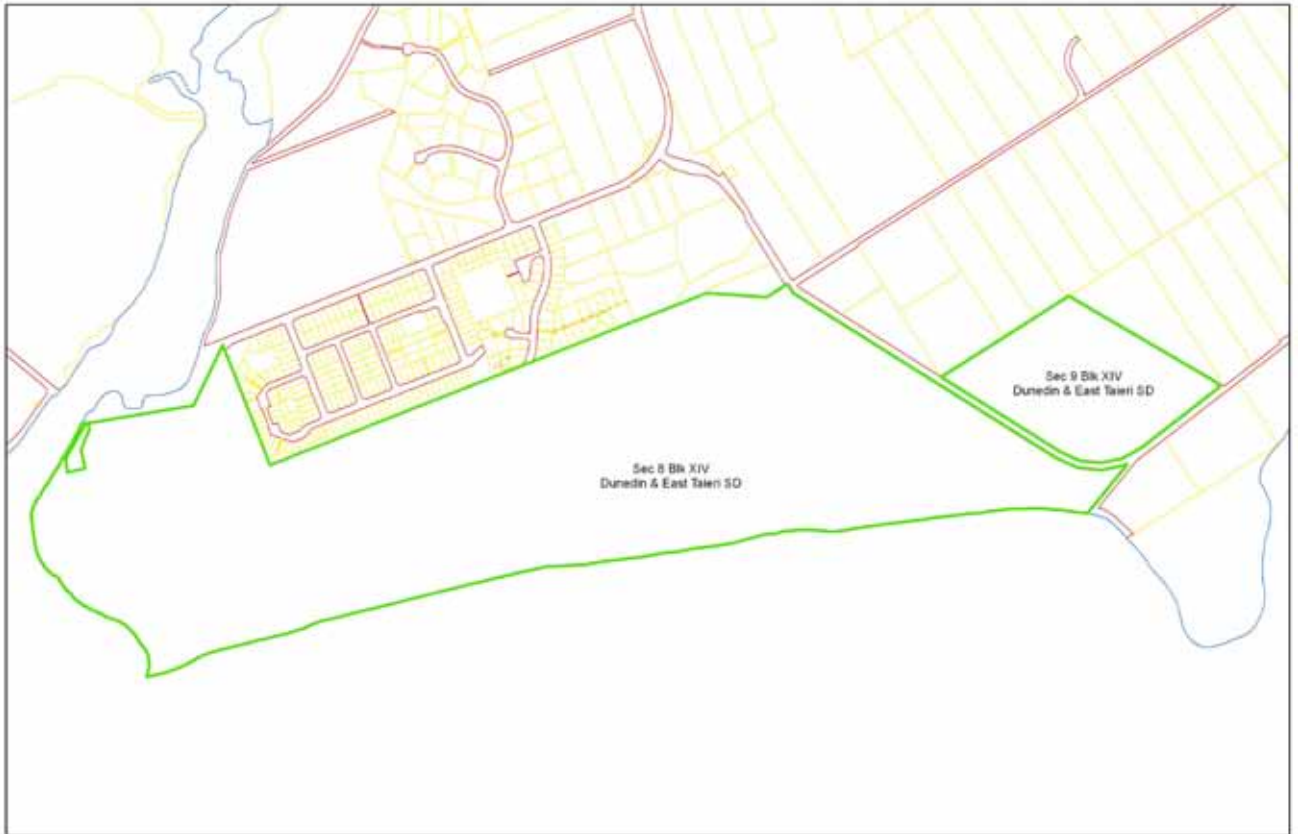 Sec 9 Blk XIV
Dunedin & East Taieri SD
Sec 8 Blk XIV
Dunedin & East Taieri SD